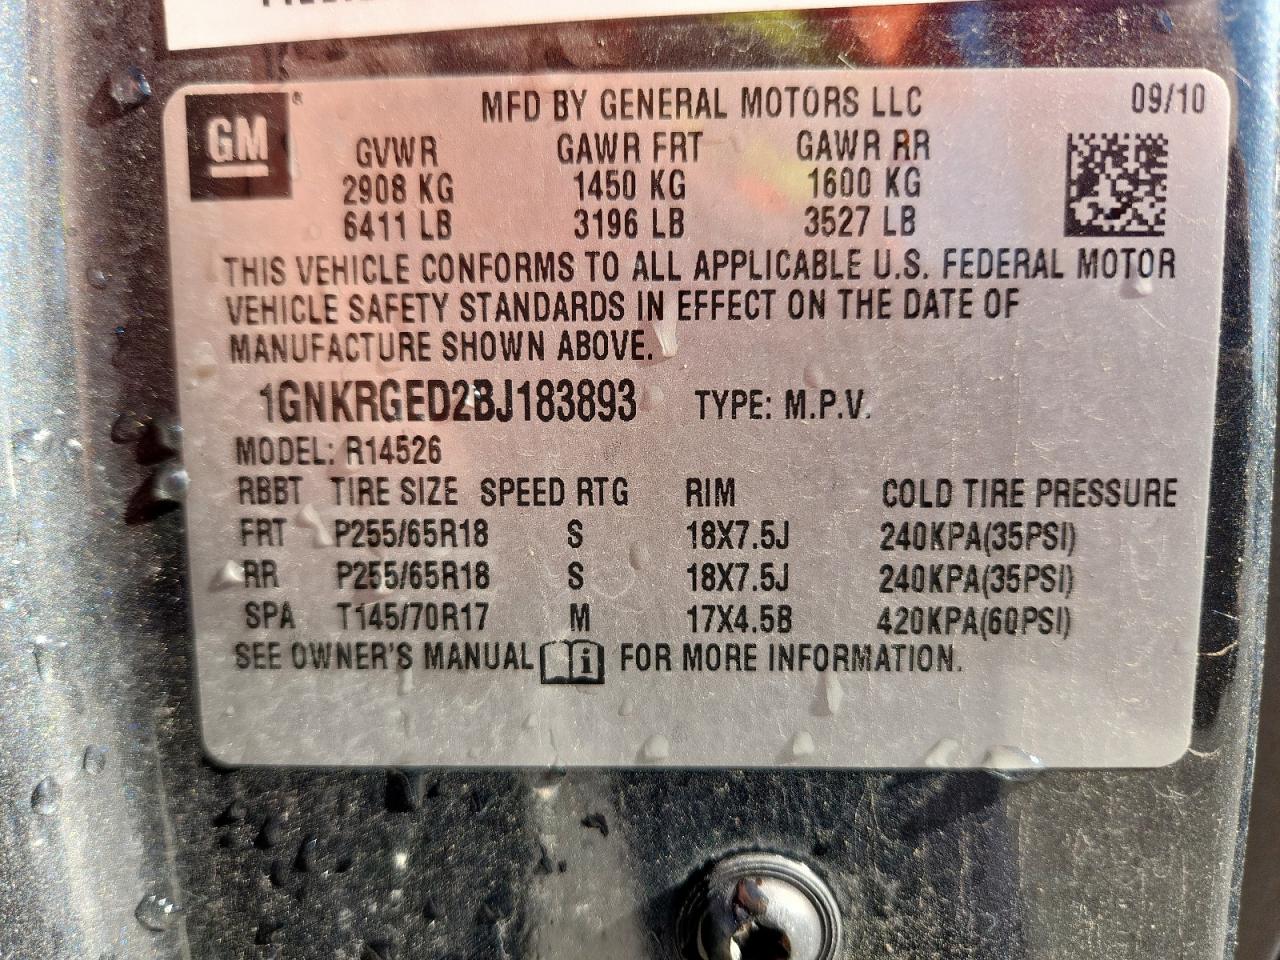 GM
MFD BY GENERAL MOTORS LLC 09/10
GVWR GAWR FRT GAWR RR
2908 KG 1450 KG 1600 KG
6411 LB 3196 LB 3527 LB
THIS VEHICLE CONFORMS TO ALL APPLICABLE U.S. FEDERAL MOTOR
VEHICLE SAFETY STANDARDS IN EFFECT ON THE DATE OF
MANUFACTURE SHOWN ABOVE.
1GNKRGED2BJ183893 TYPE: M.P.V.
MODEL: R14526
RBBT TIRE SIZE SPEED RTG RIM COLD TIRE PRESSURE
FRT P255/65R18 S 18X7.5J 240KPA(35PSI)
RR P255/65R18 S 18X7.5J 240KPA(35PSI)
SPA T145/70R17 M 17X4.5B 420KPA(60PSI)
SEE OWNER'S MANUAL FOR MORE INFORMATION.